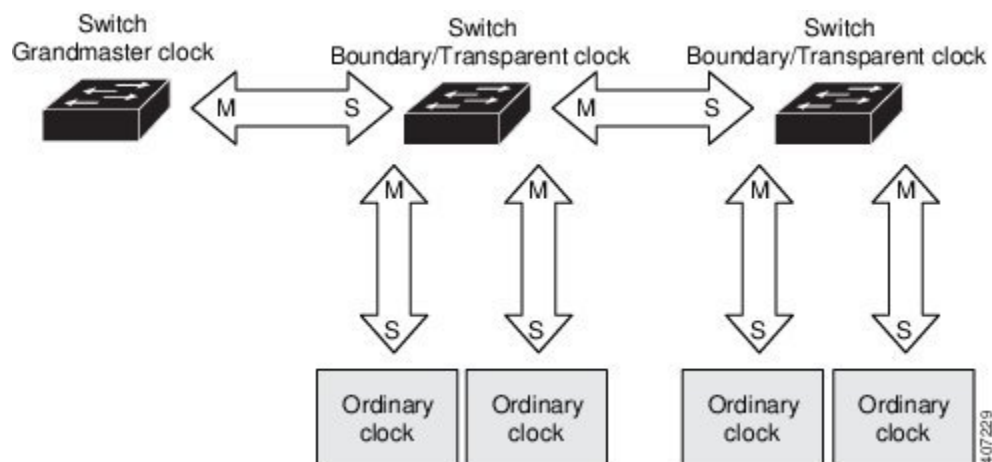 Switch
Grandmaster clock
Switch
Boundary/Transparent clock
Switch
Boundary/Transparent clock
M
S
M
S
M
M
M
M
S
S
S
S
Ordinary
clock
Ordinary
clock
Ordinary
clock
Ordinary
clock
407229